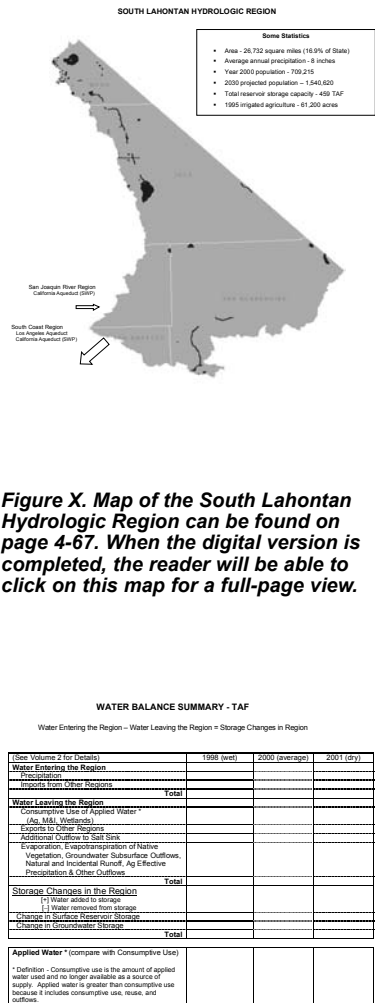 SOUTH LAHONTAN HYDROLOGIC REGION
Some Statistics
• Area - 26,732 square miles (16.9% of State)
• Average annual precipitation - 8 inches
• Year 2000 population - 709,215
• 2030 projected population – 1,540,620
• Total reservoir storage capacity - 459 TAF
• 1995 irrigated agriculture - 61,200 acres
San Joaquin River Region
California Aqueduct (SWP)
South Coast Region
Los Angeles Aqueduct
California Aqueduct (SWP)
Figure X. Map of the South Lahontan
Hydrologic Region can be found on
page 4-67. When the digital version is
completed, the reader will be able to
click on this map for a full-page view.
WATER BALANCE SUMMARY - TAF
Water Entering the Region – Water Leaving the Region = Storage Changes in Region
(See Volume 2 for Details) 1998 (wet) 2000 (average) 2001 (dry)
Water Entering the Region
Precipitation
Imports from Other Regions
Total
Water Leaving the Region
Consumptive Use of Applied Water *
(Ag, M&I, Wetlands)
Exports to Other Regions
Additional Outflow to Salt Sink
Evaporation, Evapotranspiration of Native
Vegetation, Groundwater Subsurface Outflows,
Natural and Incidental Runoff, Ag Effective
Precipitation & Other Outflows
Total
Storage Changes in the Region
[+] Water added to storage
[–] Water removed from storage
Change in Surface Reservoir Storage
Change in Groundwater Storage
Total
Applied Water * (compare with Consumptive Use)
* Definition - Consumptive use is the amount of applied
water used and no longer available as a source of
supply. Applied water is greater than consumptive use
because it includes consumptive use, reuse, and
outflows.